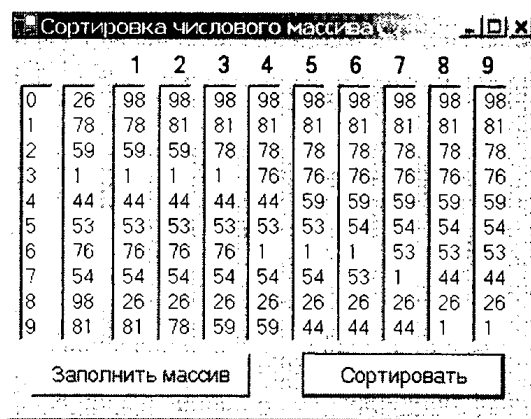 Сортировка числового массива
1 2 3 4 5 6 7 8 9
0 26 98 98 98 98 98 98 98 98 98
1 78 78 81 81 81 81 81 81 81 81
2 59 59 59 78 78 78 78 78 78 78
3 1 1 1 1 76 76 76 76 76 76
4 44 44 44 44 44 59 59 59 59 59
5 53 53 53 53 53 53 54 54 54 54
6 76 76 76 76 1 1 1 53 53 53
7 54 54 54 54 54 54 53 1 44 44
8 98 26 26 26 26 26 26 26 26 26
9 81 81 78 59 59 44 44 44 1 1
Заполнить массив Сортировать